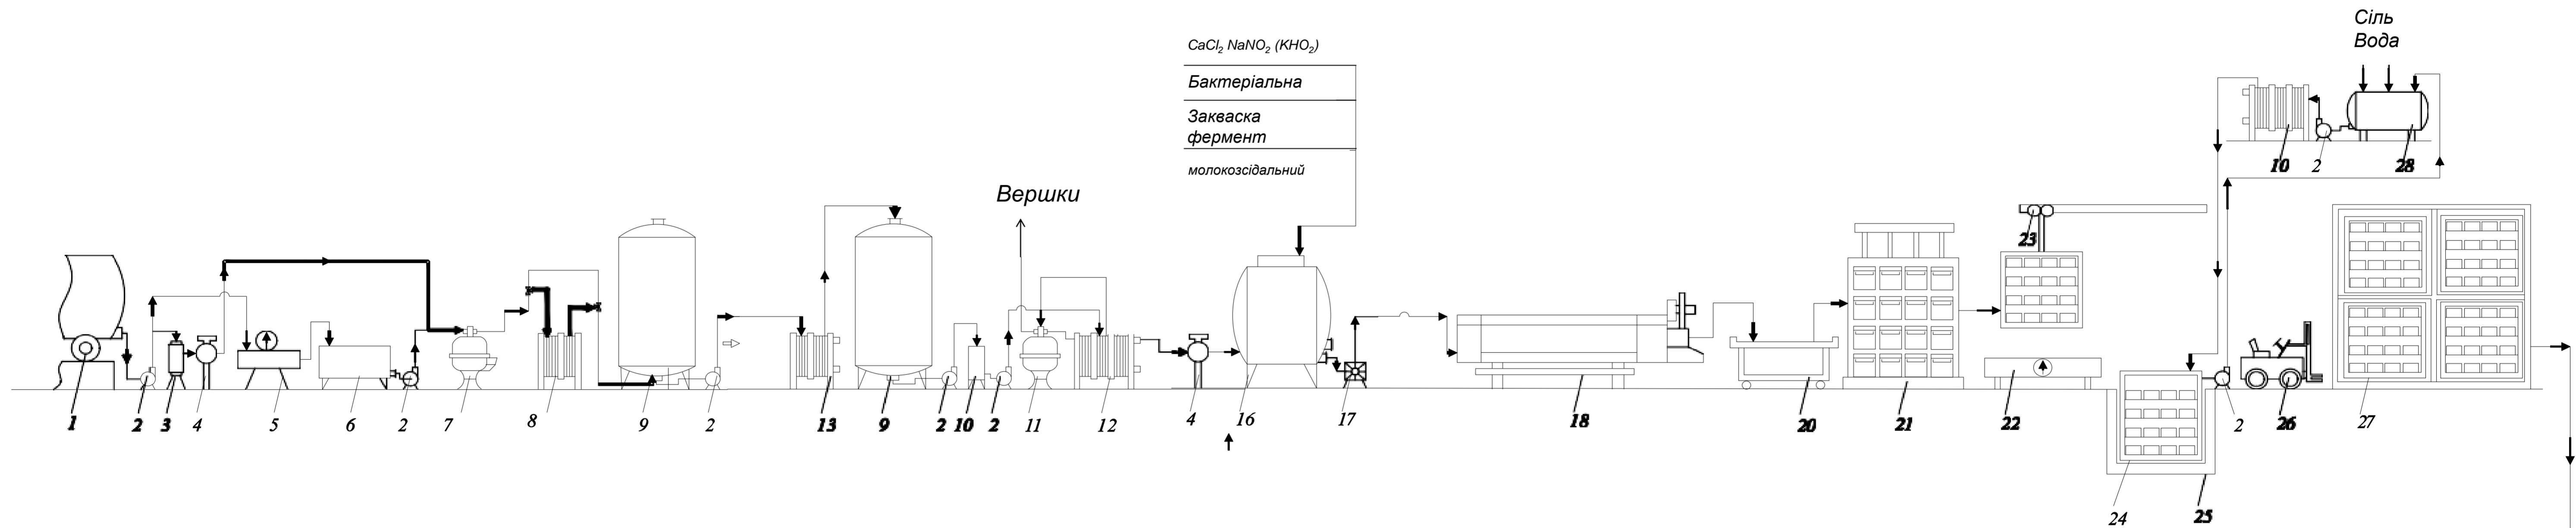 Сіль
Вода
CaCl₂ NaNO₂ (KHO₂)
Бактеріальна
Закваска
фермент
молокозсідальний
Вершки
10 2 28
23
1 2 3 4 5 6 2 7 8 9 2 13 9 2 10 2 11 12 4 16 17 18 20 21 22 2 26 27
24 25